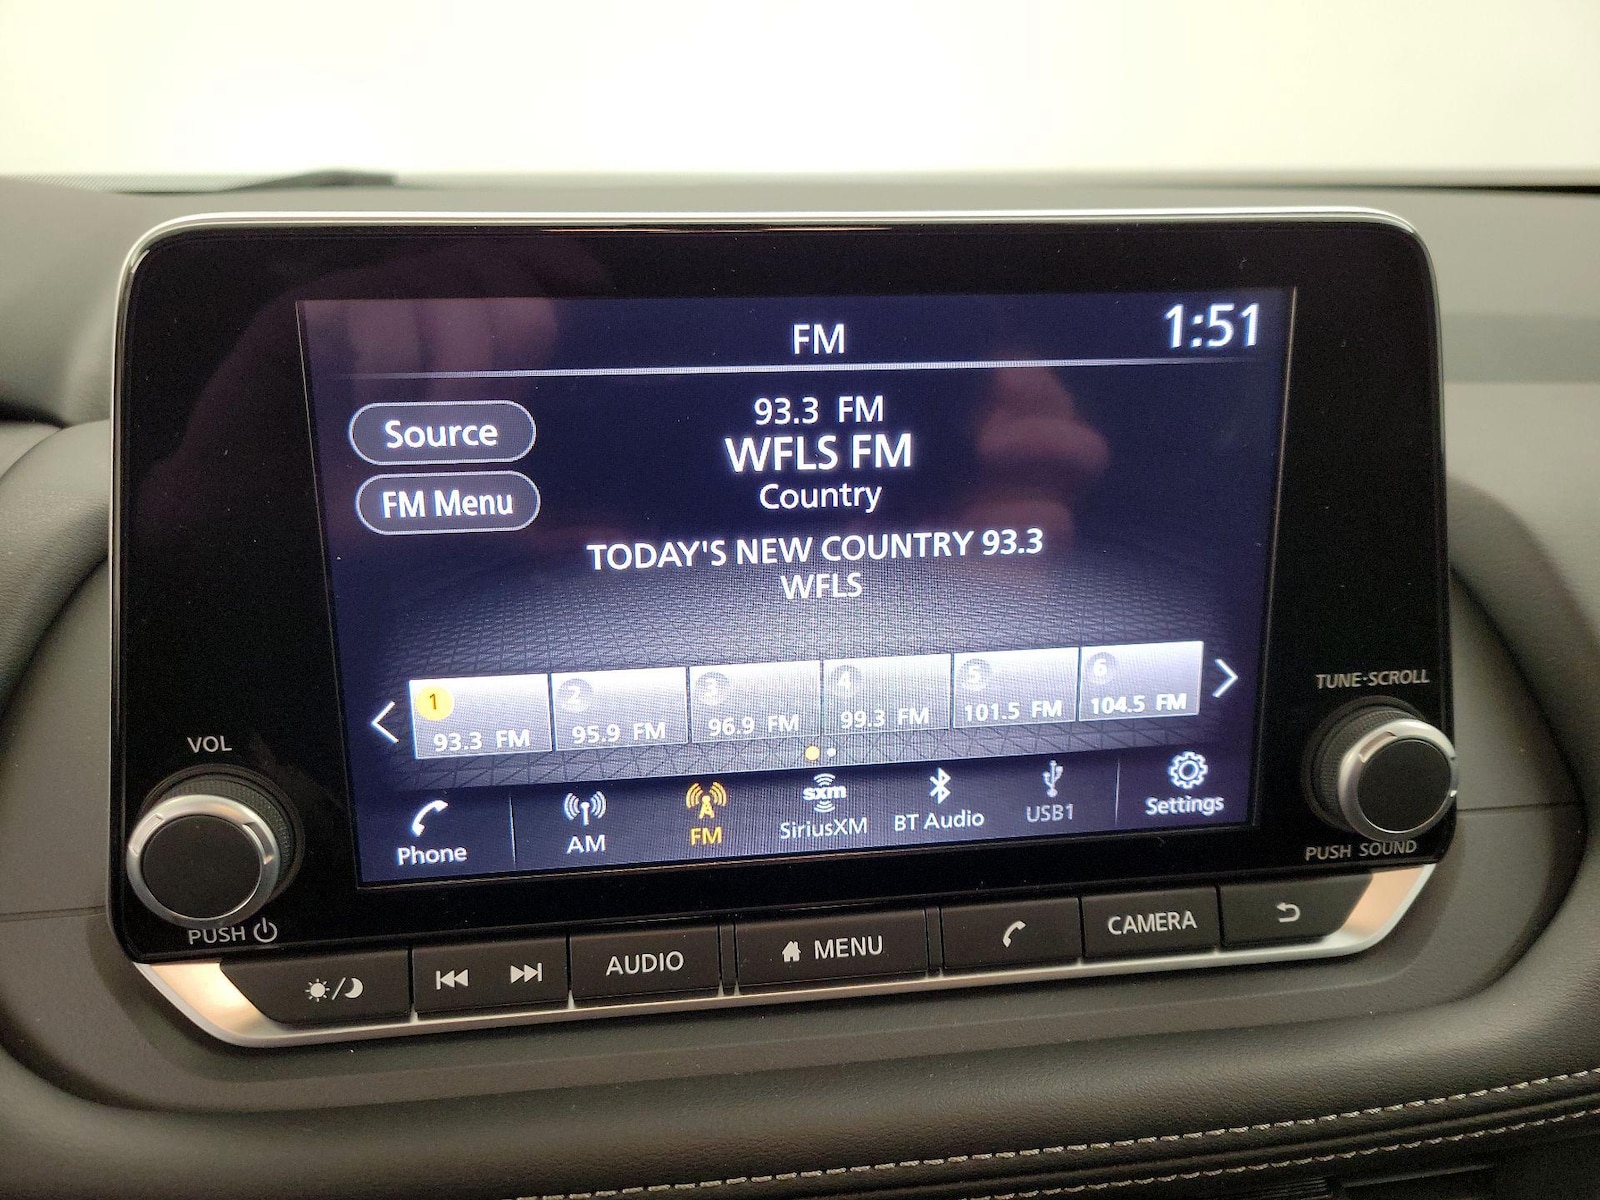 FM
1:51
Source
93.3 FM
WFLS FM
FM Menu
Country
TODAY'S NEW COUNTRY 93.3
WFLS
1 2 3 4 5 6
93.3 FM 95.9 FM 96.9 FM 99.3 FM 101.5 FM 104.5 FM
Phone
AM
FM
sxm
SiriusXM
BT Audio
USB1
Settings
VOL
PUSH
TUNE·SCROLL
PUSH SOUND
AUDIO
MENU
CAMERA